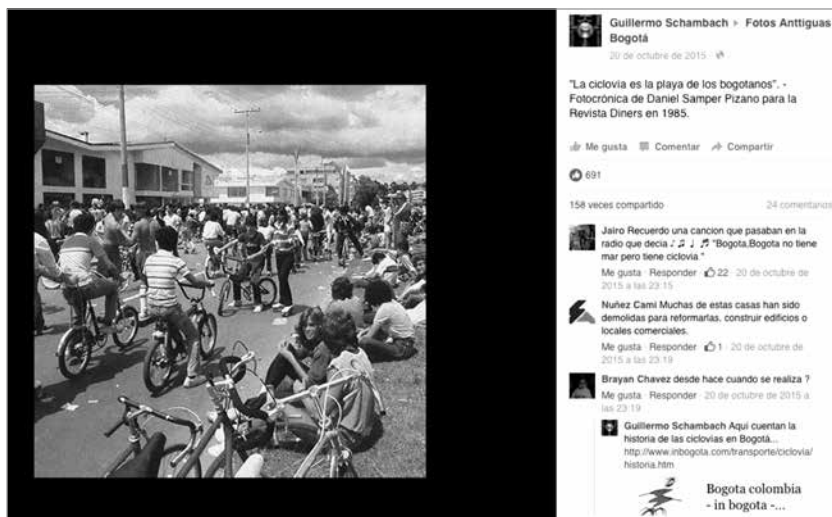 Guillermo Schambach ▸ Fotos Anttiguas
Bogotá
20 de octubre de 2015 ·
"La ciclovia es la playa de los bogotanos". -
Fotocrónica de Daniel Samper Pizano para la
Revista Diners en 1985.
Me gusta Comentar Compartir
691
158 veces compartido 24 comentarios
Jairo Recuerdo una cancion que pasaban en la
radio que decia ♪ ♫ ♩ ♬ "Bogota,Bogota no tiene
mar pero tiene ciclovia "
Me gusta · Responder · 22 · 20 de octubre de
2015 a las 23:15
Nuñez Cami Muchas de estas casas han sido
demolidas para reformarlas, construir edificios o
locales comerciales.
Me gusta · Responder · 1 · 20 de octubre de
2015 a las 23:19
Brayan Chavez desde hace cuando se realiza ?
Me gusta · Responder · 20 de octubre de 2015 a
las 23:19
Guillermo Schambach Aqui cuentan la
historia de las ciclovias en Bogotá...
http://www.inbogota.com/transporte/ciclovia/
historia.htm
Bogota colombia
- in bogota -...